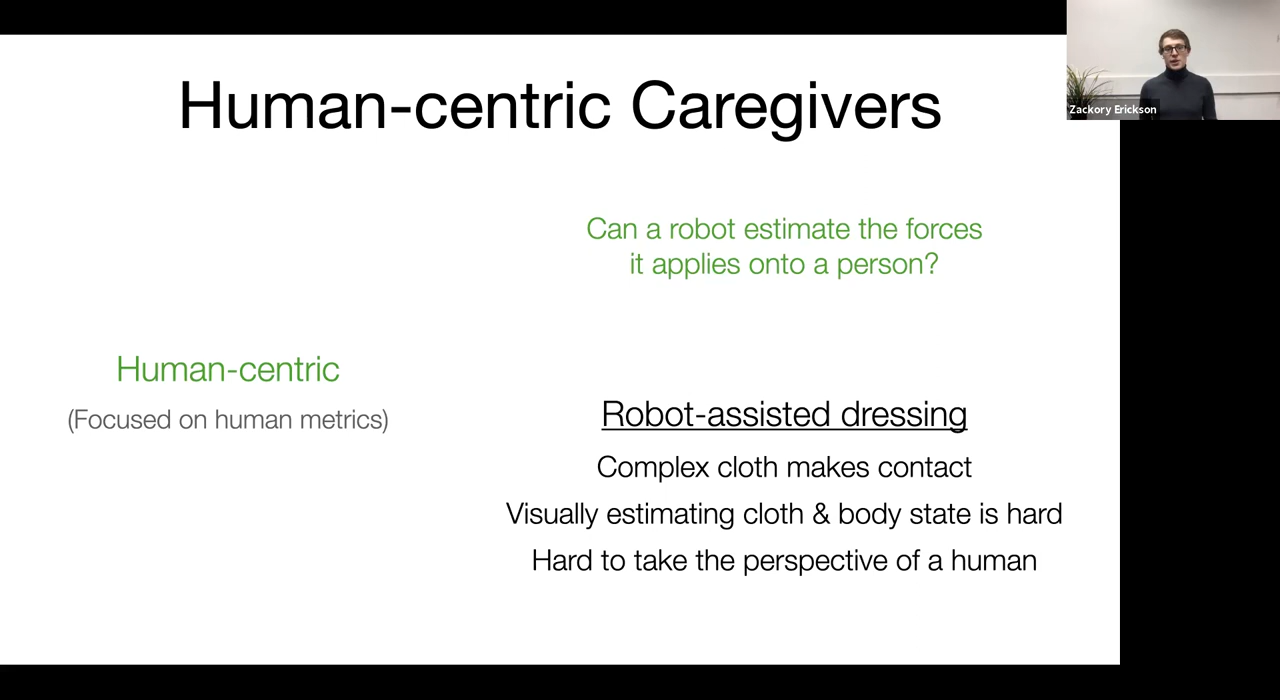 Human-centric Caregivers
Zackory Erickson
Can a robot estimate the forces
it applies onto a person?
Human-centric
(Focused on human metrics)
Robot-assisted dressing
Complex cloth makes contact
Visually estimating cloth & body state is hard
Hard to take the perspective of a human